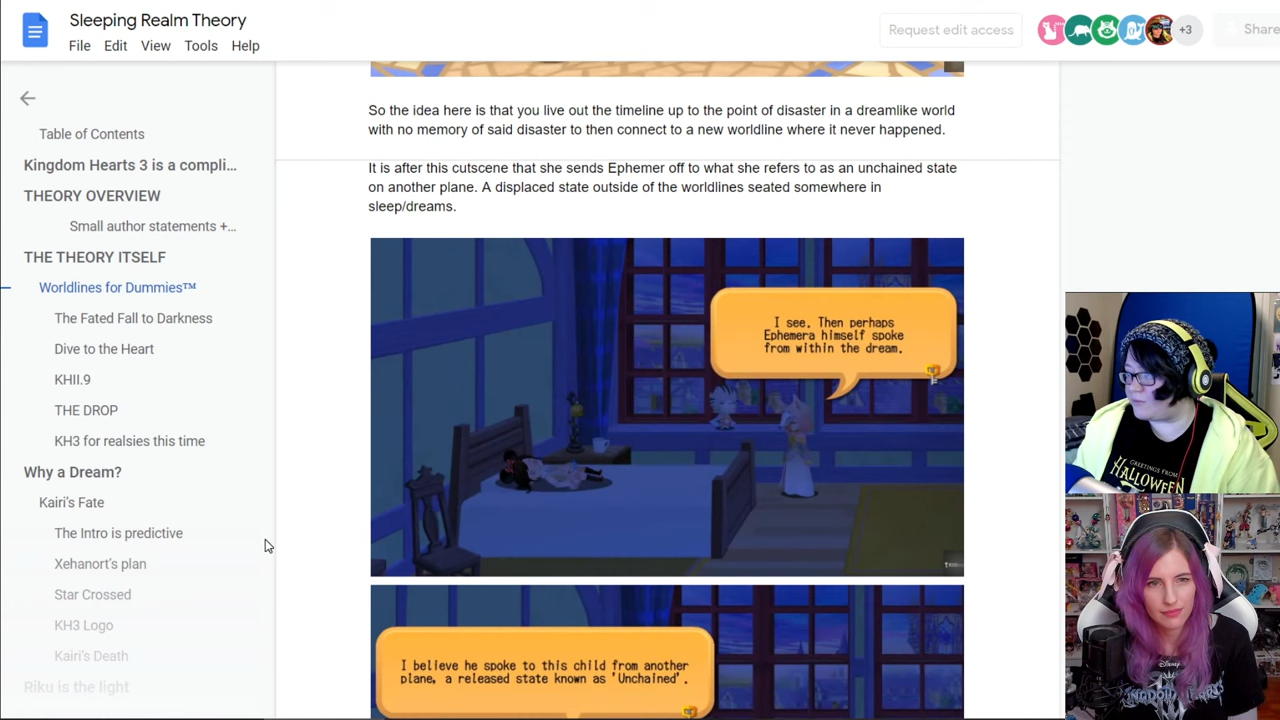 Sleeping Realm Theory
File Edit View Tools Help
Request edit access
+3
Share
Table of Contents
Kingdom Hearts 3 is a compli...
THEORY OVERVIEW
Small author statements +...
THE THEORY ITSELF
Worldlines for Dummies™
The Fated Fall to Darkness
Dive to the Heart
KHII.9
THE DROP
KH3 for realsies this time
Why a Dream?
Kairi's Fate
The Intro is predictive
Xehanort's plan
Star Crossed
KH3 Logo
Kairi's Death
Riku is the light
So the idea here is that you live out the timeline up to the point of disaster in a dreamlike world
with no memory of said disaster to then connect to a new worldline where it never happened.
It is after this cutscene that she sends Ephemer off to what she refers to as an unchained state
on another plane. A displaced state outside of the worldlines seated somewhere in
sleep/dreams.
I see. Then perhaps
Ephemera himself spoke
from within the dream.
I believe he spoke to this child from another
plane, a released state known as 'Unchained'.
GREETINGS FROM
HALLOWEEN
Disney
KINGDOM HEARTS